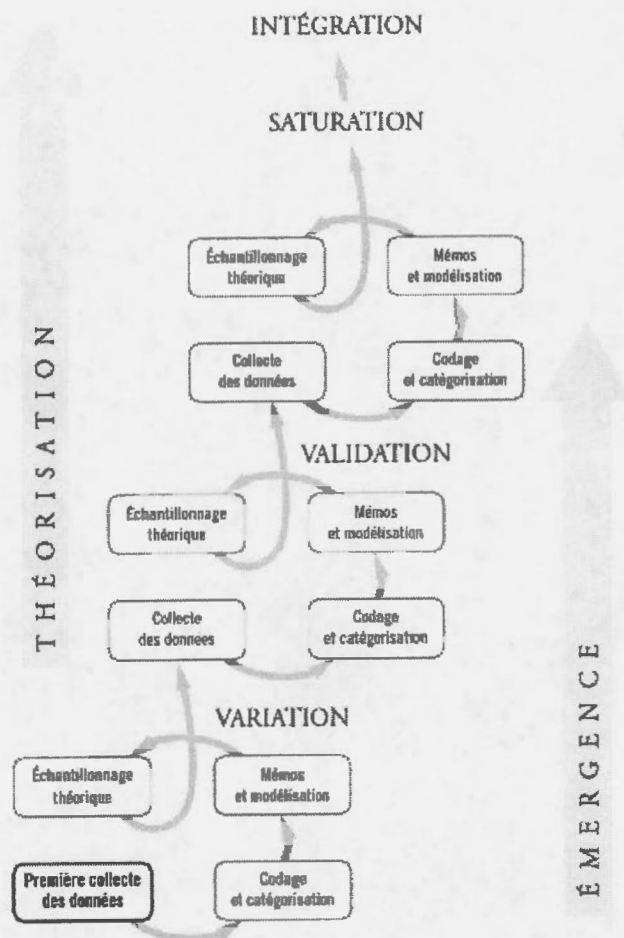 INTÉGRATION
SATURATION
Échantillonnage
théorique
Mémos
et modélisation
Collecte
des données
Codage
et catégorisation
VALIDATION
Échantillonnage
théorique
Mémos
et modélisation
Collecte
des données
Codage
et catégorisation
VARIATION
Échantillonnage
théorique
Mémos
et modélisation
Première collecte
des données
Codage
et catégorisation
THÉORISATION
ÉMERGENCE